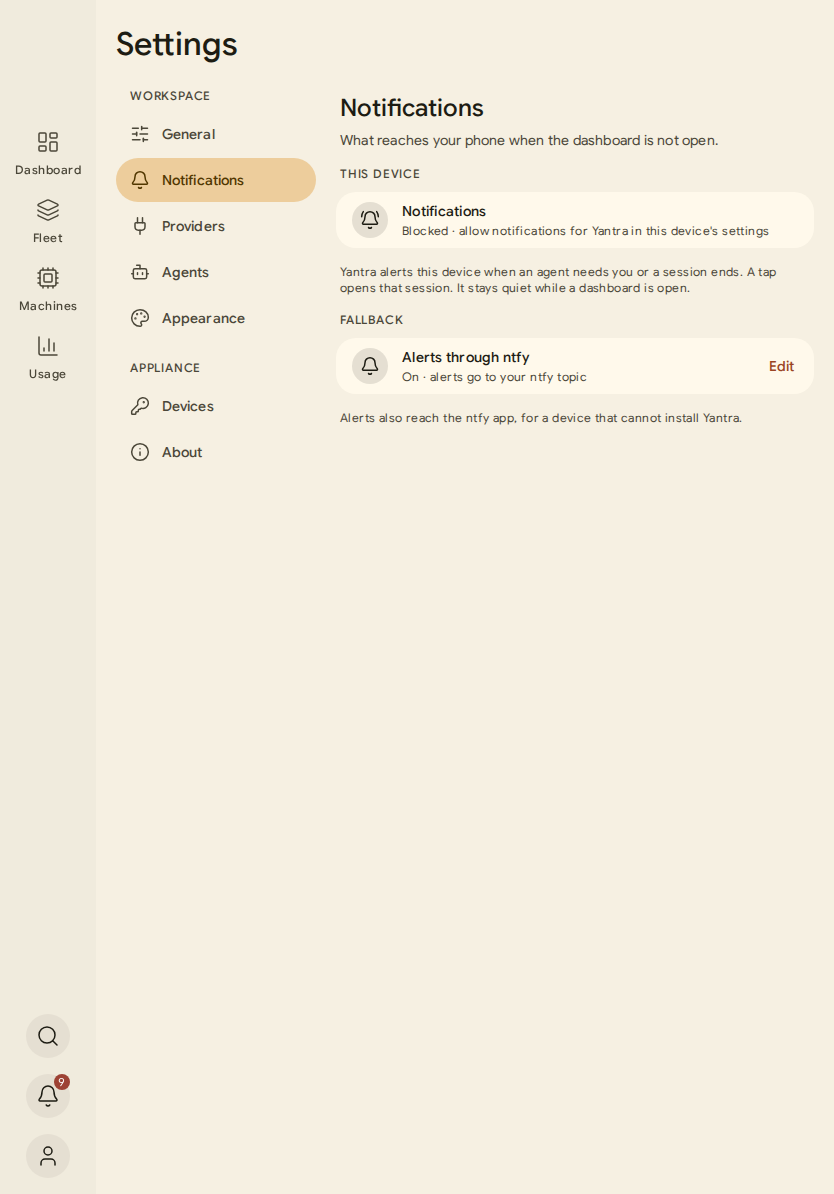 Settings
Dashboard
Fleet
Machines
Usage
9
WORKSPACE
General
Notifications
Providers
Agents
Appearance
APPLIANCE
Devices
About
Notifications
What reaches your phone when the dashboard is not open.
THIS DEVICE
Notifications
Blocked · allow notifications for Yantra in this device's settings
Yantra alerts this device when an agent needs you or a session ends. A tap
opens that session. It stays quiet while a dashboard is open.
FALLBACK
Alerts through ntfy
On · alerts go to your ntfy topic
Edit
Alerts also reach the ntfy app, for a device that cannot install Yantra.